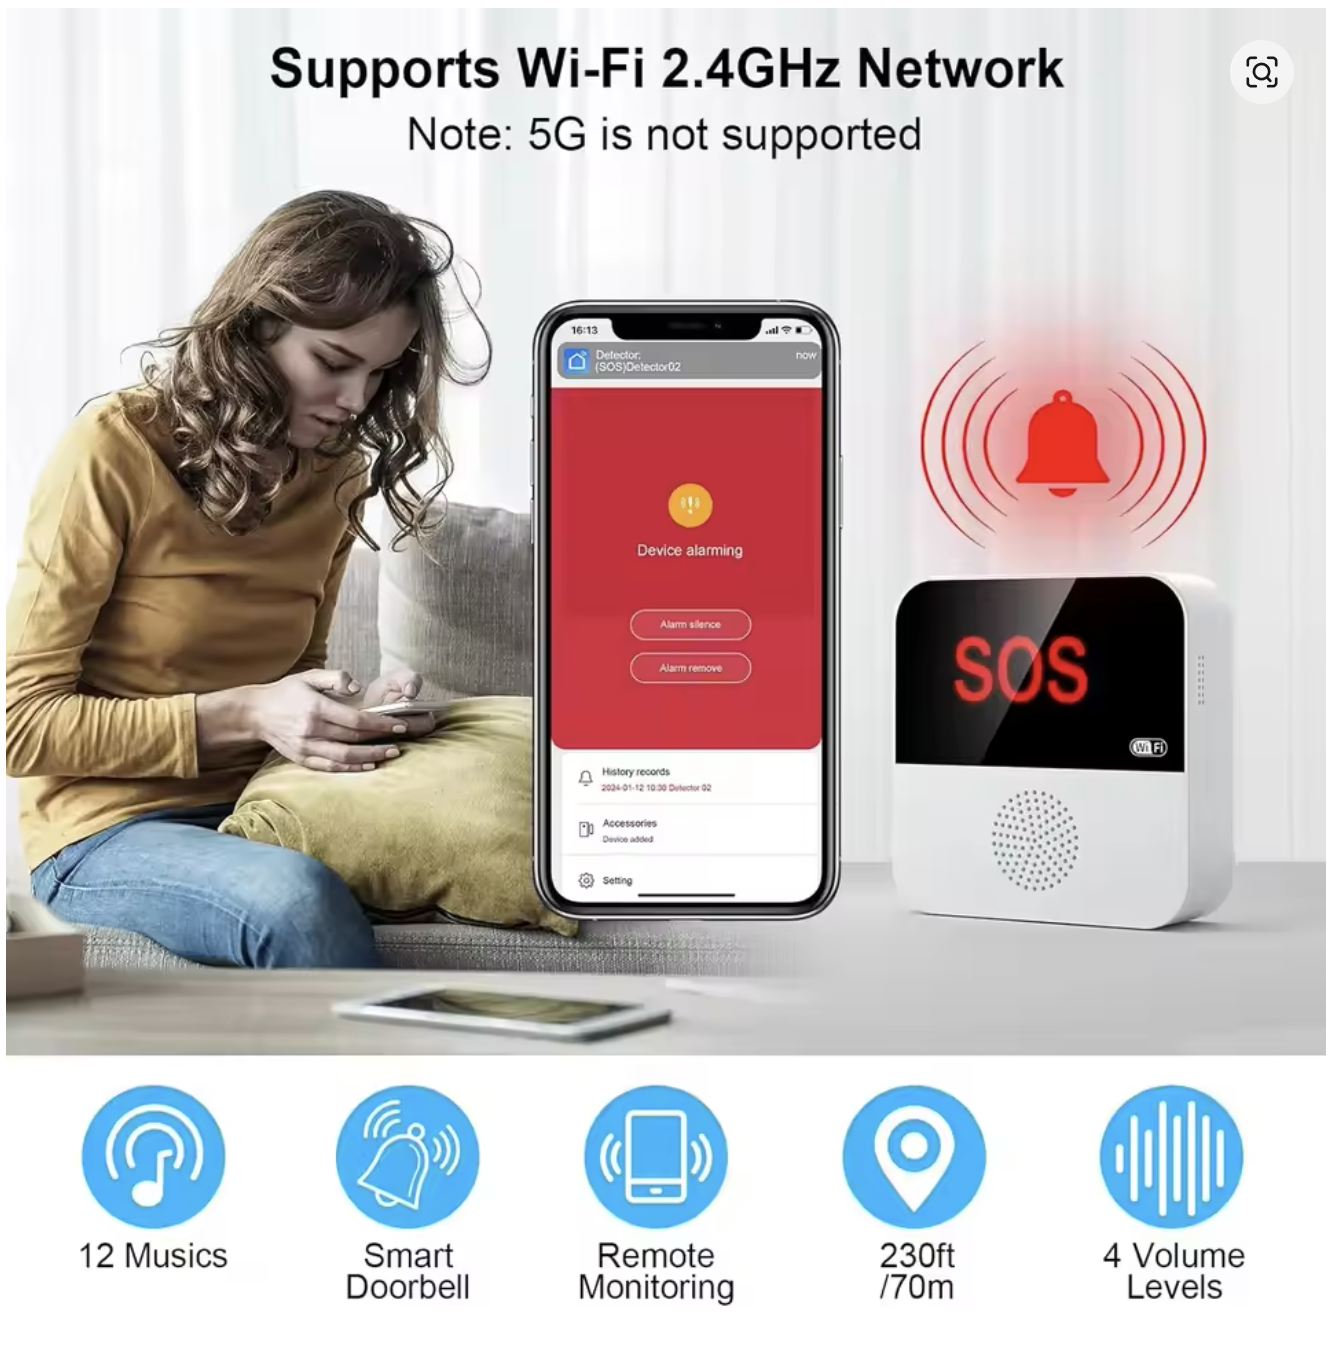 Supports Wi-Fi 2.4GHz Network
Note: 5G is not supported
16:13
Detector:
(SOS)Detector02
now
Device alarming
Alarm silence
Alarm remove
History records
2024-01-12 10:30 Detector 02
Accessories
Device added
Setting
SOS
Wi Fi
12 Musics
Smart
Doorbell
Remote
Monitoring
230ft
/70m
4 Volume
Levels